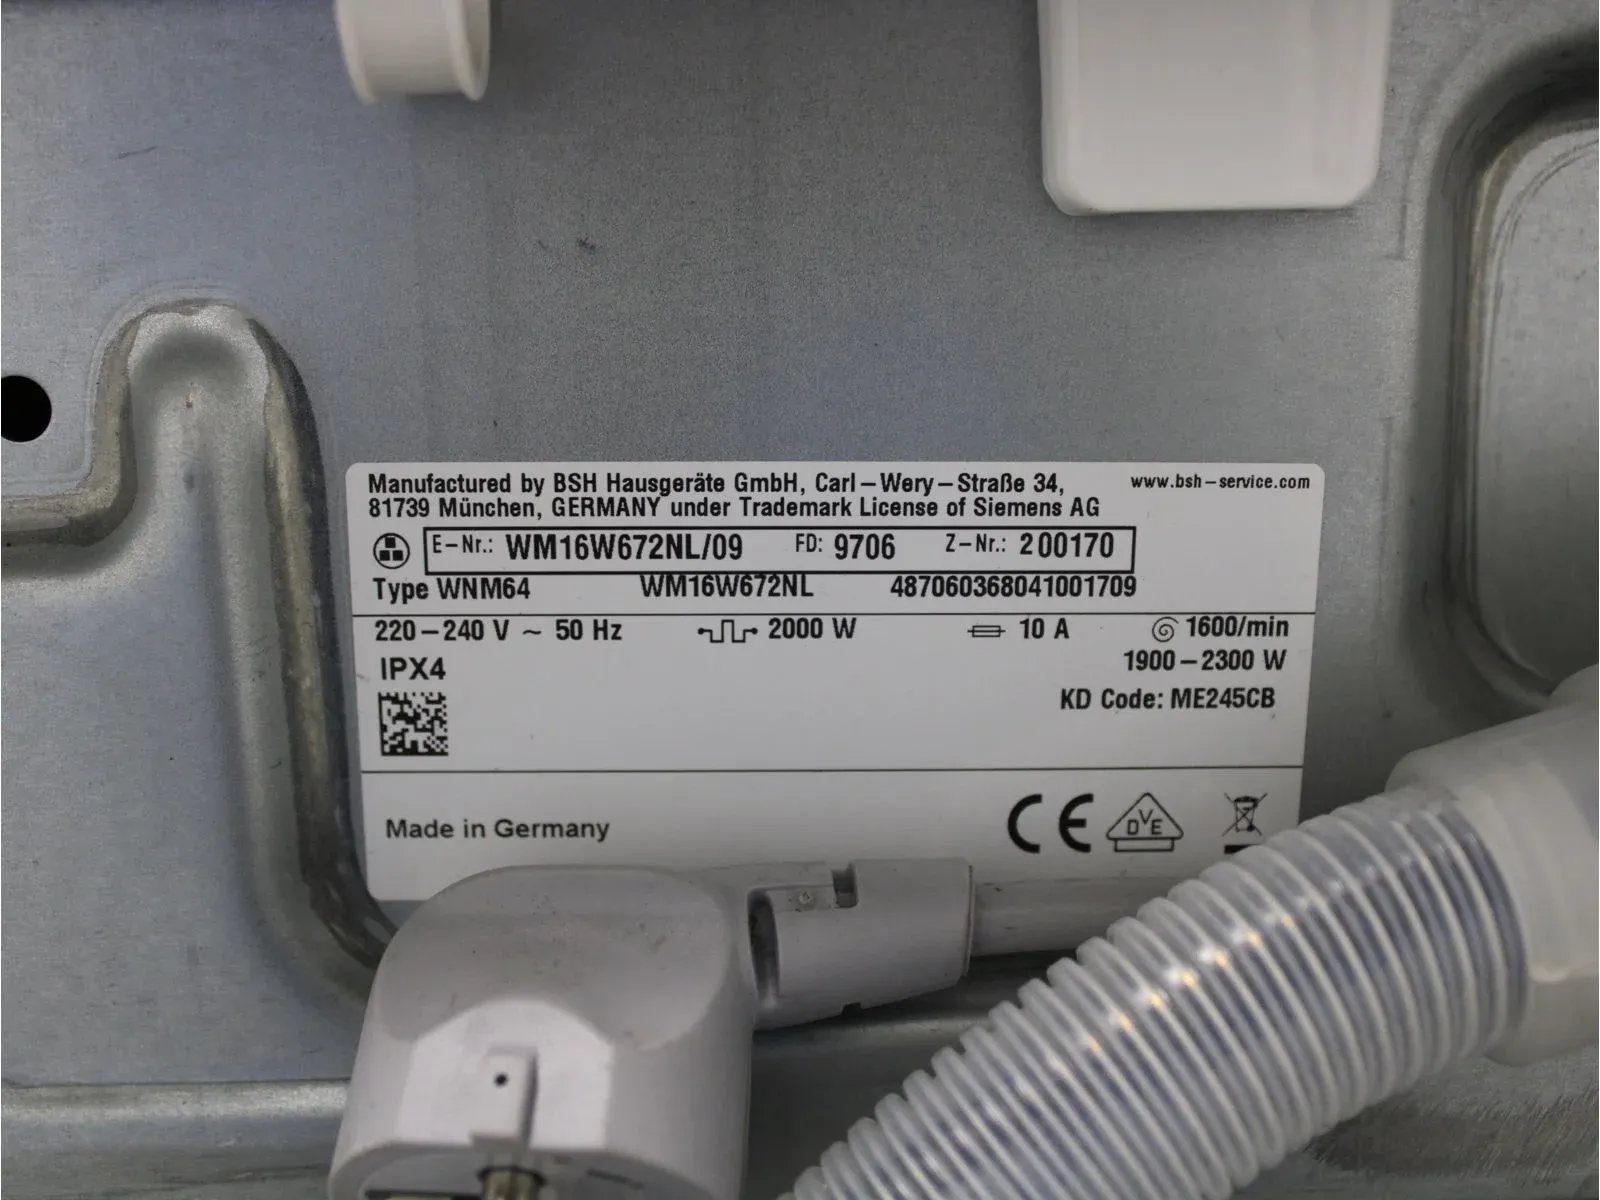 Manufactured by BSH Hausgeräte GmbH, Carl-Wery-Straße 34, www.bsh-service.com
81739 München, GERMANY under Trademark License of Siemens AG
E-Nr.: WM16W672NL/09 FD: 9706 Z-Nr.: 200170
Type WNM64 WM16W672NL 487060368041001709
220-240 V ~ 50 Hz 2000 W 10 A 1600/min
IPX4 1900-2300 W
KD Code: ME245CB
Made in Germany CE DVE